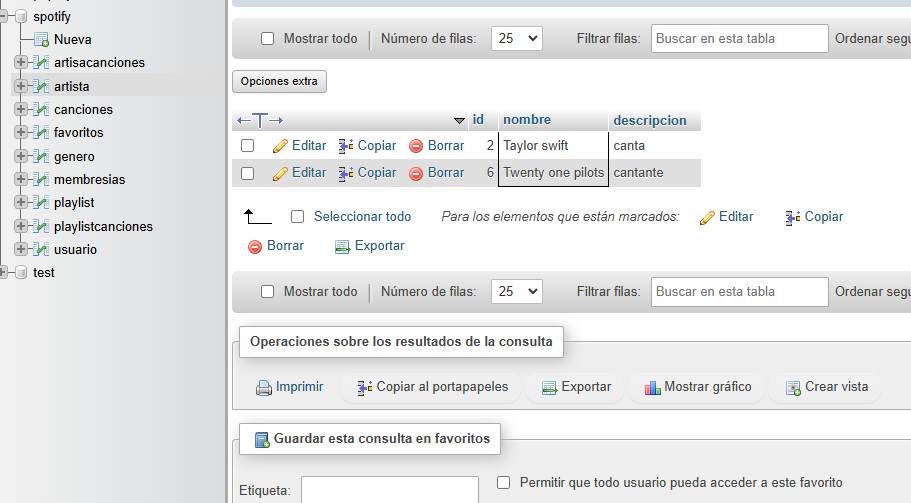 spotify
Nueva
artisacanciones
artista
canciones
favoritos
genero
membresias
playlist
playlistcanciones
usuario
test
Mostrar todo Número de filas: 25 Filtrar filas: Buscar en esta tabla Ordenar segú
Opciones extra
id nombre descripcion
Editar Copiar Borrar 2 Taylor swift canta
Editar Copiar Borrar 6 Twenty one pilots cantante
Seleccionar todo Para los elementos que están marcados: Editar Copiar
Borrar Exportar
Mostrar todo Número de filas: 25 Filtrar filas: Buscar en esta tabla Ordenar segú
Operaciones sobre los resultados de la consulta
Imprimir Copiar al portapapeles Exportar Mostrar gráfico Crear vista
Guardar esta consulta en favoritos
Etiqueta: Permitir que todo usuario pueda acceder a este favorito